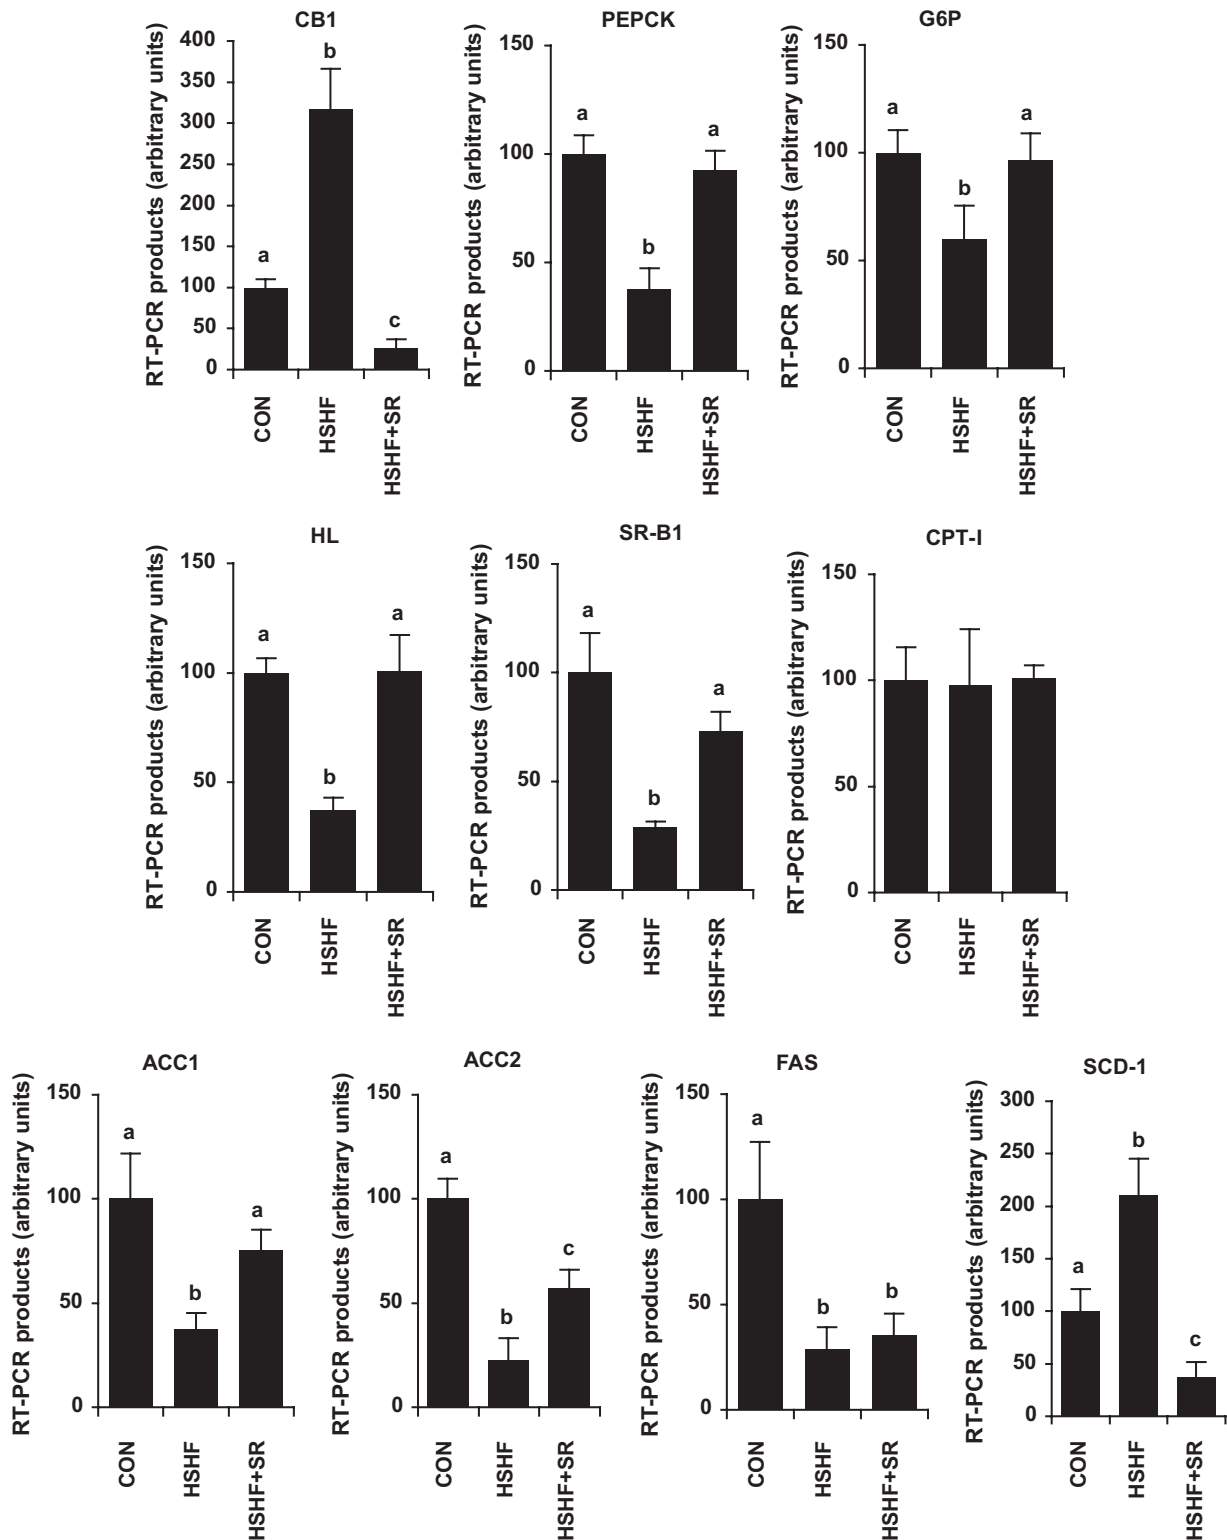 CB1
RT-PCR products (arbitrary units)
400
350
300
250
200
150
100
50
0
a
b
c
CON
HSHF
HSHF+SR
PEPCK
RT-PCR products (arbitrary units)
150
100
50
0
a
b
a
CON
HSHF
HSHF+SR
G6P
RT-PCR products (arbitrary units)
150
100
50
0
a
b
a
CON
HSHF
HSHF+SR
HL
RT-PCR products (arbitrary units)
150
100
50
0
a
b
a
CON
HSHF
HSHF+SR
SR-B1
RT-PCR products (arbitrary units)
150
100
50
0
a
b
a
CON
HSHF
HSHF+SR
CPT-I
RT-PCR products (arbitrary units)
150
100
50
0
CON
HSHF
HSHF+SR
ACC1
RT-PCR products (arbitrary units)
150
100
50
0
a
b
a
CON
HSHF
HSHF+SR
ACC2
RT-PCR products (arbitrary units)
150
100
50
0
a
b
c
CON
HSHF
HSHF+SR
FAS
RT-PCR products (arbitrary units)
150
100
50
0
a
b
b
CON
HSHF
HSHF+SR
SCD-1
RT-PCR products (arbitrary units)
300
250
200
150
100
50
0
a
b
c
CON
HSHF
HSHF+SR